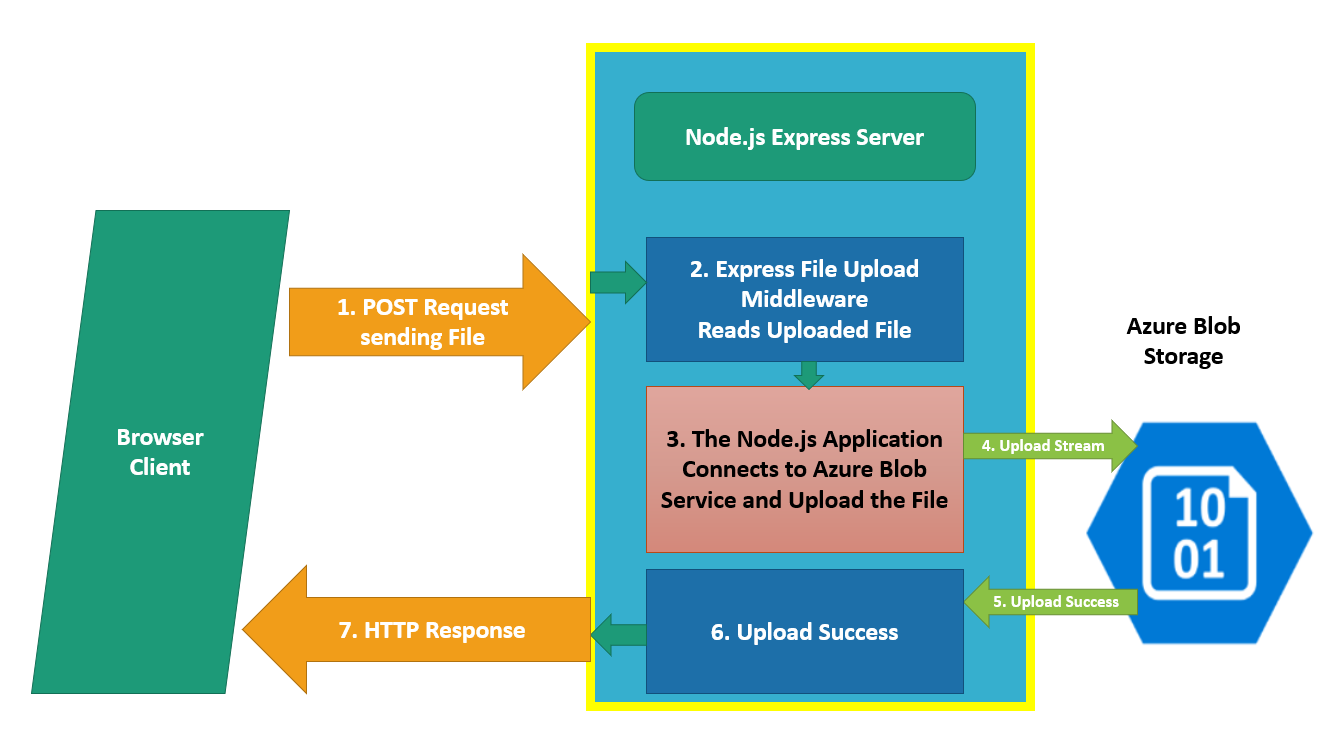 Node.js Express Server
1. POST Request
sending File
2. Express File Upload
Middleware
Reads Uploaded File
Azure Blob
Storage
Browser
Client
3. The Node.js Application
Connects to Azure Blob
Service and Upload the File
4. Upload Stream
10
01
5. Upload Success
6. Upload Success
7. HTTP Response